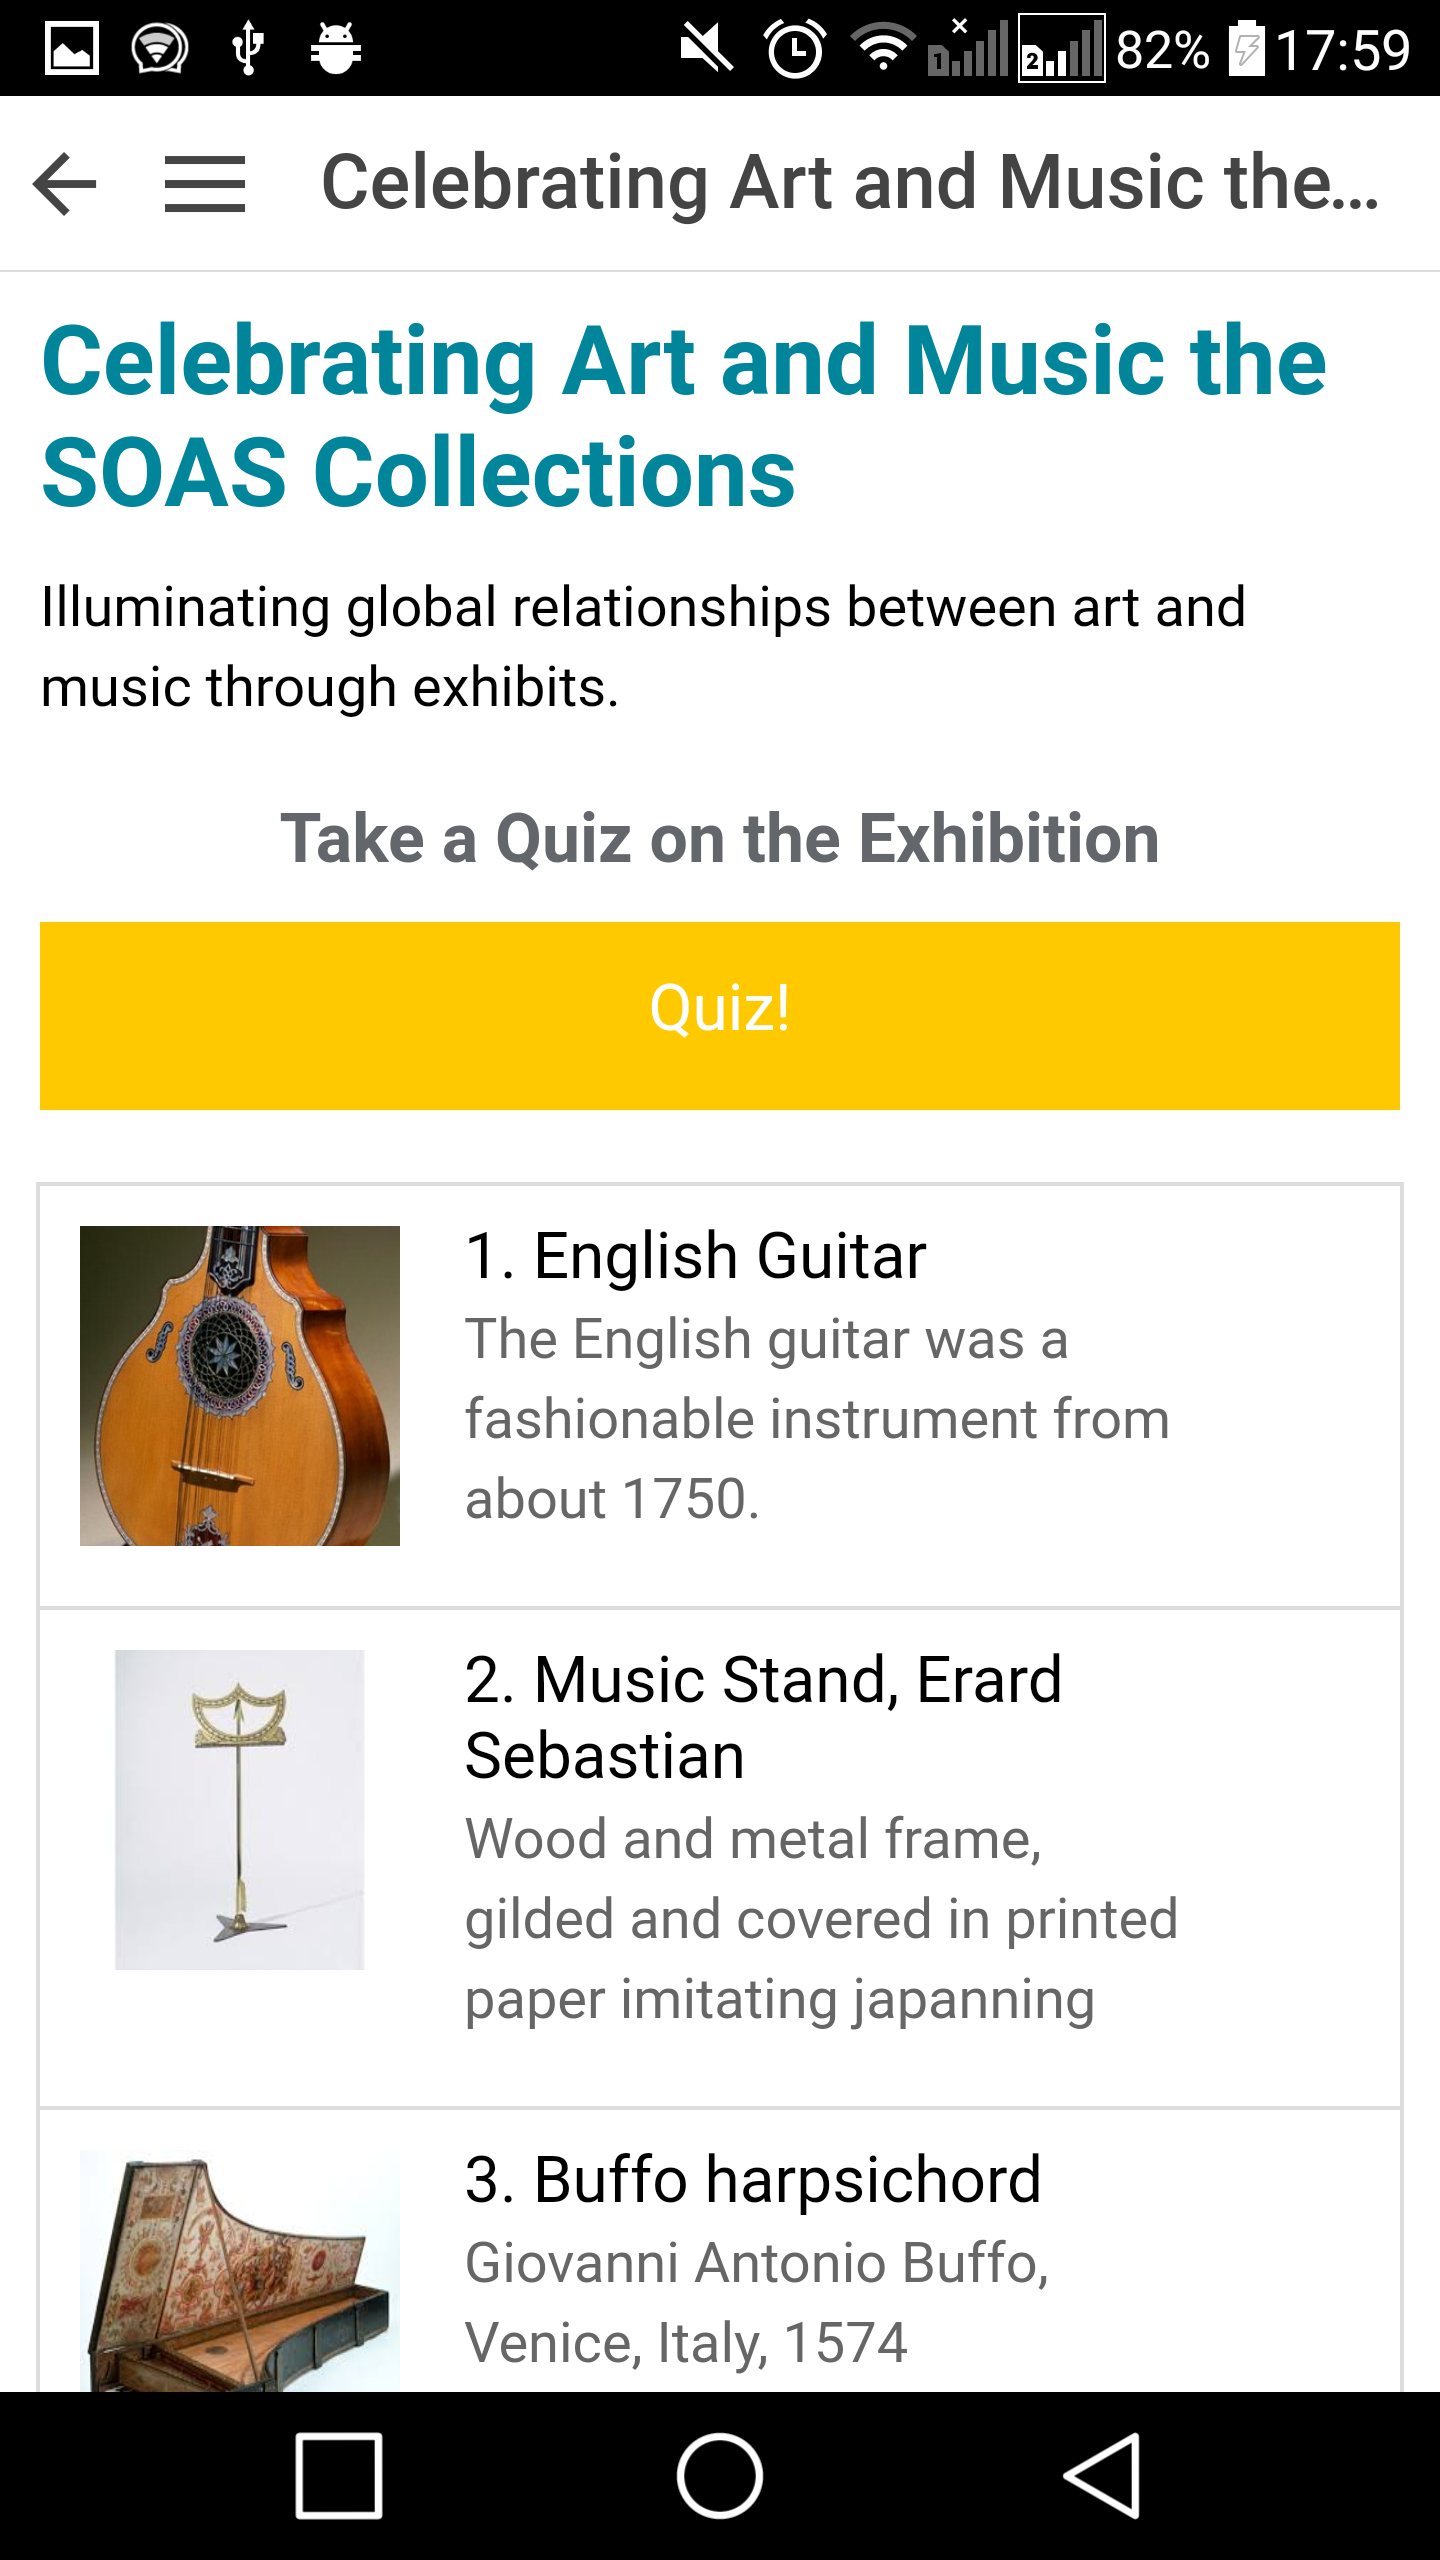 82% 17:59
Celebrating Art and Music the...
Celebrating Art and Music the
SOAS Collections
Illuminating global relationships between art and
music through exhibits.
Take a Quiz on the Exhibition
Quiz!
1. English Guitar
The English guitar was a
fashionable instrument from
about 1750.
2. Music Stand, Erard
Sebastian
Wood and metal frame,
gilded and covered in printed
paper imitating japanning
3. Buffo harpsichord
Giovanni Antonio Buffo,
Venice, Italy, 1574